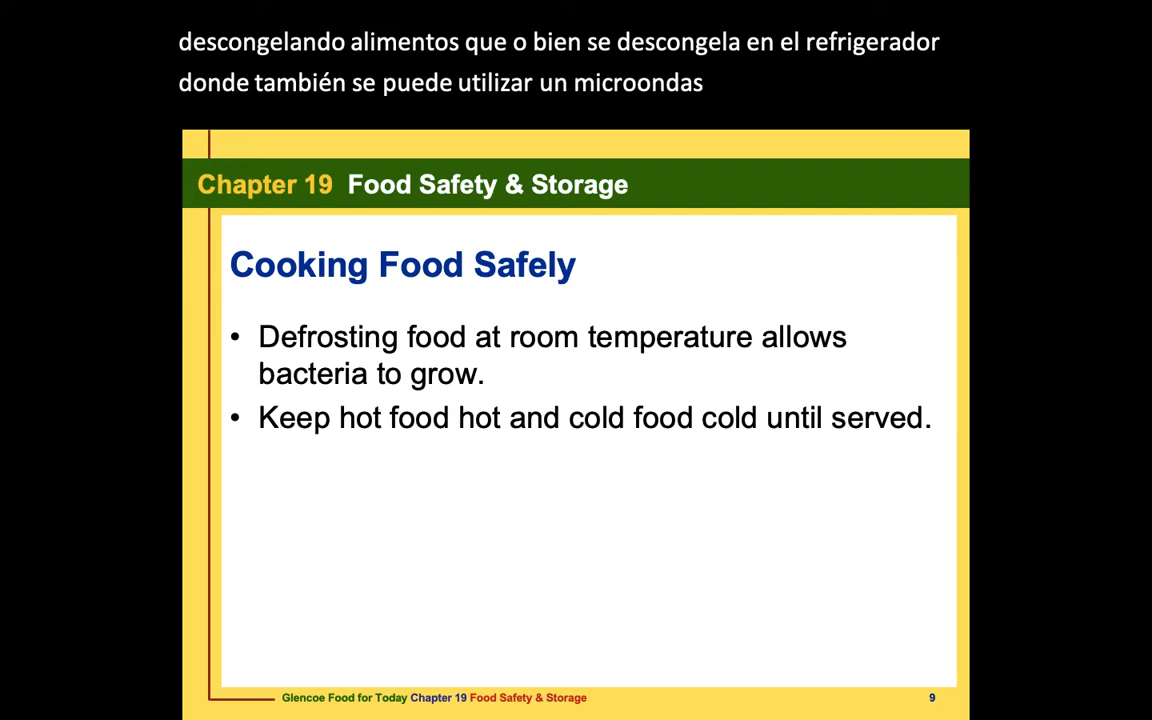 descongelando alimentos que o bien se descongela en el refrigerador
donde también se puede utilizar un microondas
Chapter 19 Food Safety & Storage
Cooking Food Safely
• Defrosting food at room temperature allows
bacteria to grow.
• Keep hot food hot and cold food cold until served.
Glencoe Food for Today Chapter 19 Food Safety & Storage 9